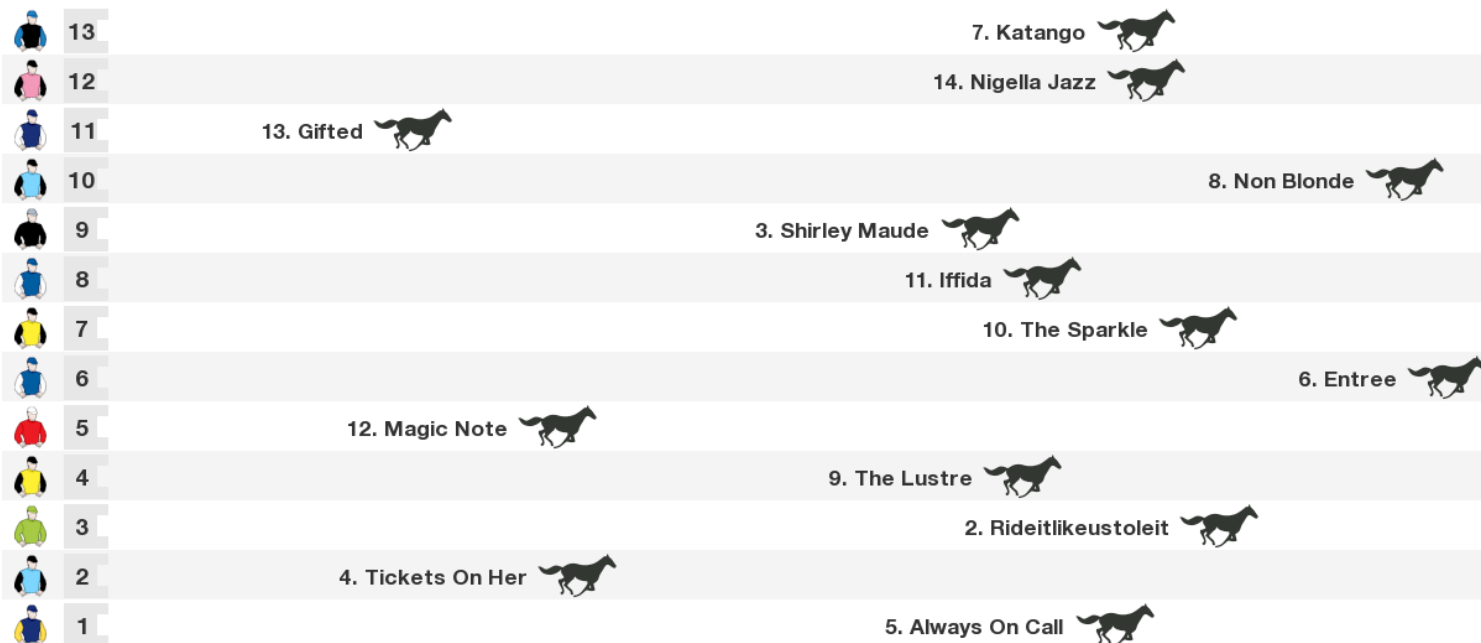 13 7. Katango
12 14. Nigella Jazz
11 13. Gifted
10 8. Non Blonde
9 3. Shirley Maude
8 11. Iffida
7 10. The Sparkle
6 6. Entree
5 12. Magic Note
4 9. The Lustre
3 2. Rideitlikeustoleit
2 4. Tickets On Her
1 5. Always On Call